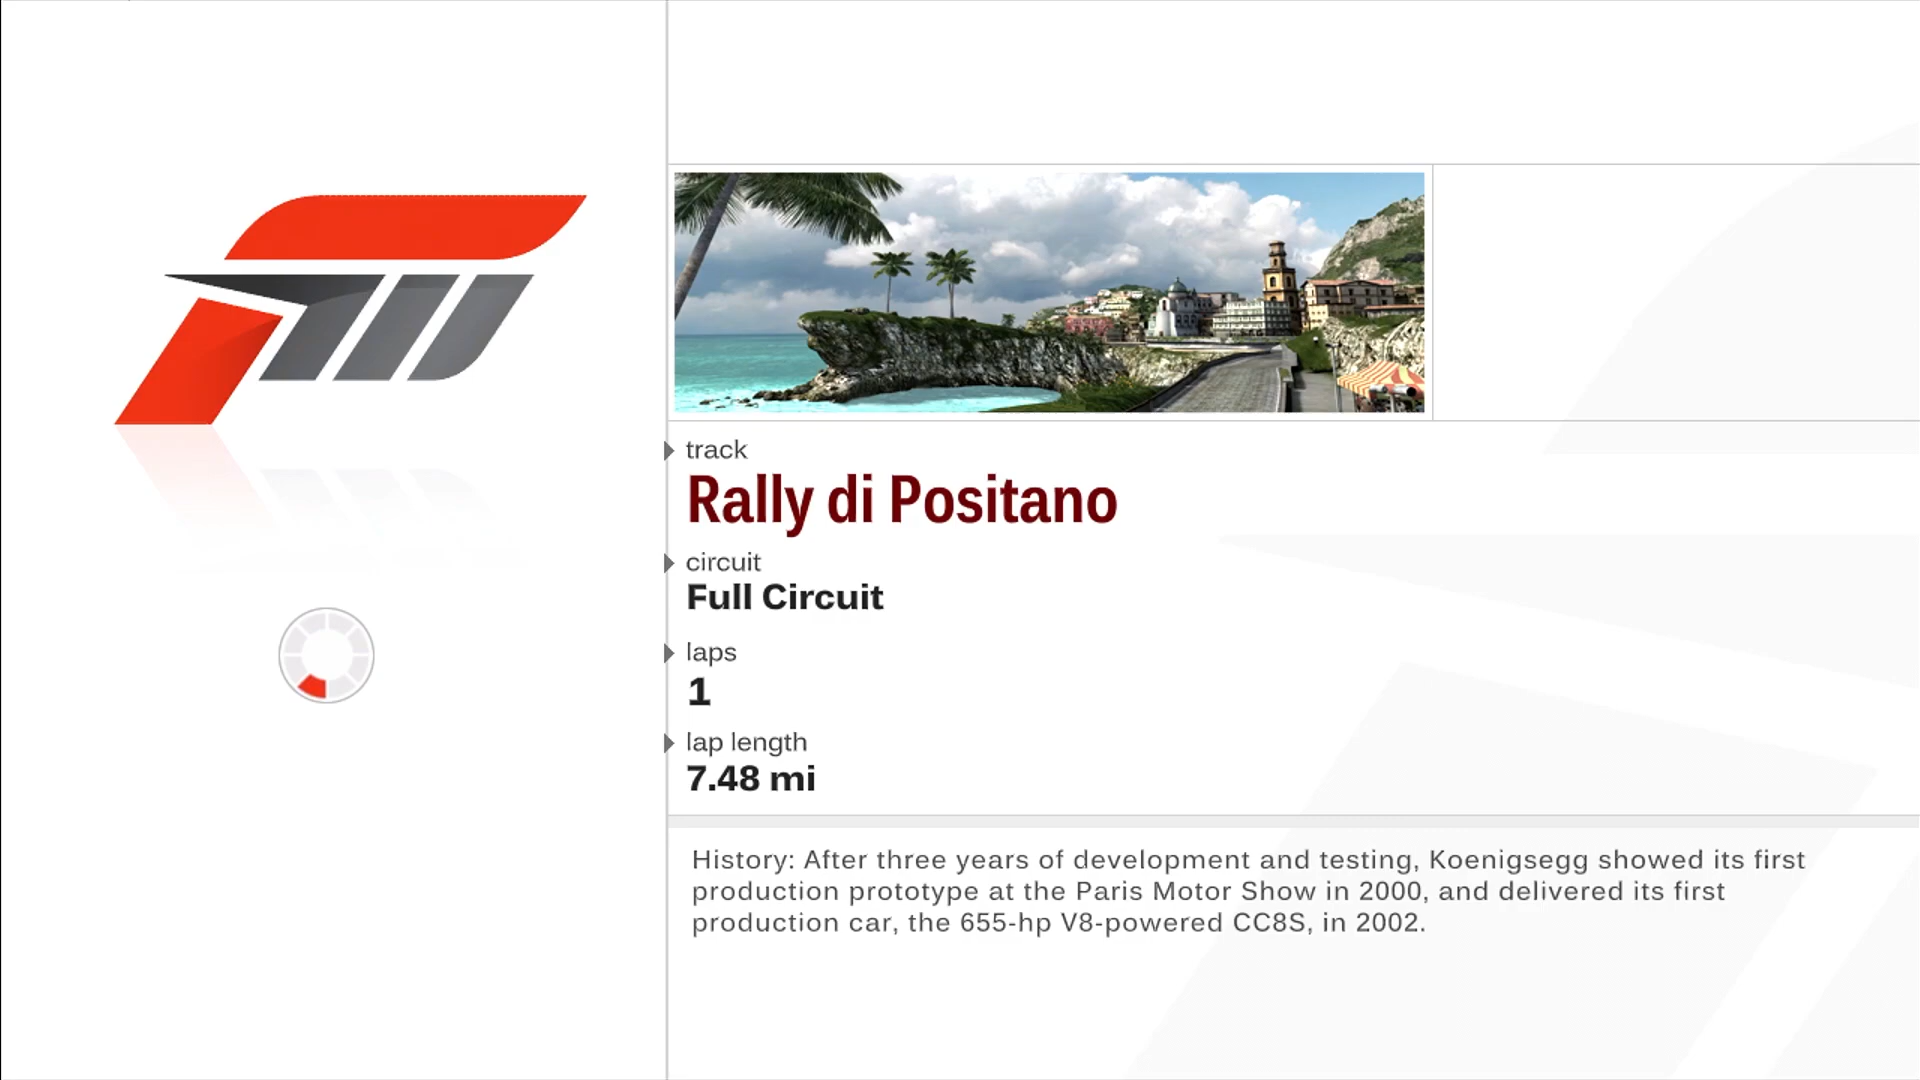 track
Rally di Positano
circuit
Full Circuit
laps
1
lap length
7.48 mi
History: After three years of development and testing, Koenigsegg showed its first
production prototype at the Paris Motor Show in 2000, and delivered its first
production car, the 655-hp V8-powered CC8S, in 2002.